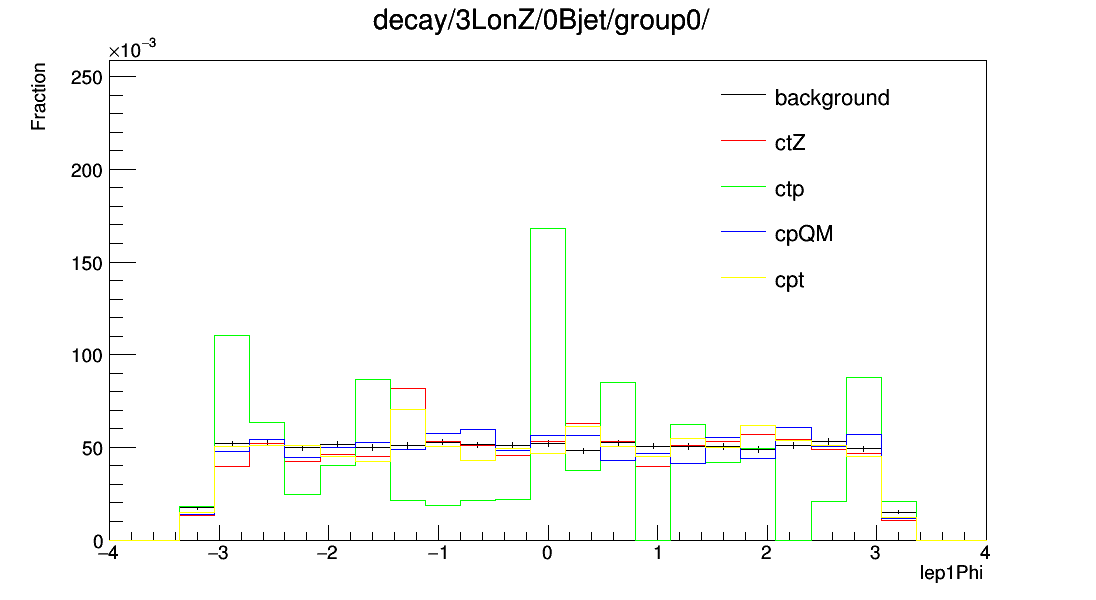 decay/3LonZ/0Bjet/group0/
×10⁻³
Fraction
250
200
150
100
50
0
background
ctZ
ctp
cpQM
cpt
−4 −3 −2 −1 0 1 2 3 4
lep1Phi